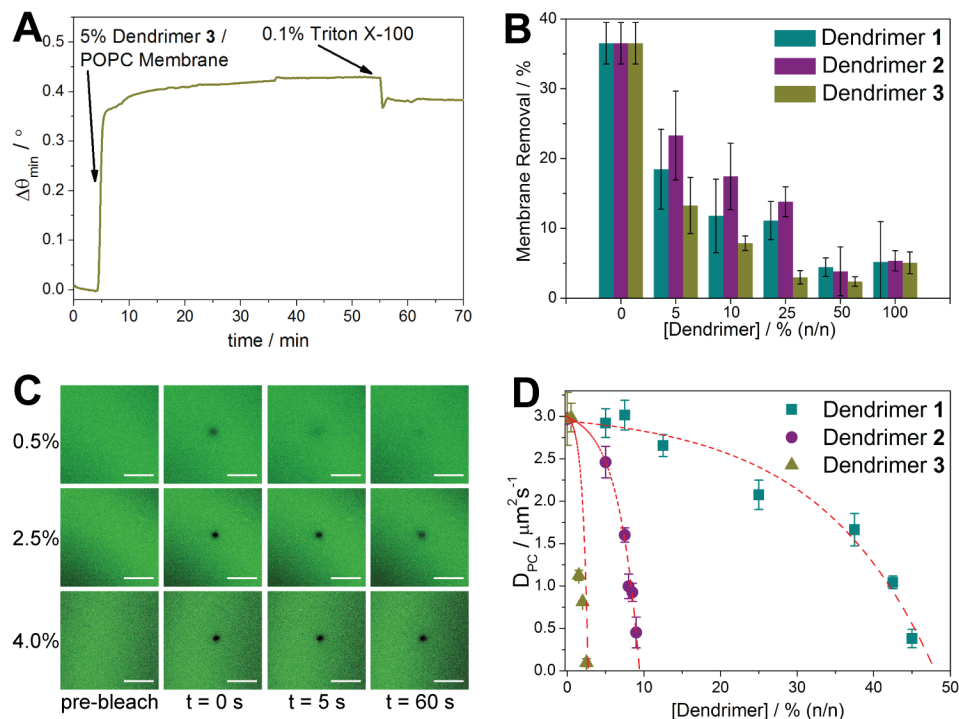 A
5% Dendrimer 3 /
POPC Membrane
0.1% Triton X-100
0.5
0.4
0.3
0.2
0.1
0.0
Δθmin / °
0 10 20 30 40 50 60 70
time / min
B
Dendrimer 1
Dendrimer 2
Dendrimer 3
40
30
20
10
0
Membrane Removal / %
0 5 10 25 50 100
[Dendrimer] / % (n/n)
C
0.5%
2.5%
4.0%
pre-bleach t = 0 s t = 5 s t = 60 s
D
Dendrimer 1
Dendrimer 2
Dendrimer 3
3.0
2.5
2.0
1.5
1.0
0.5
0.0
DPC / μm²s⁻¹
0 10 20 30 40 50
[Dendrimer] / % (n/n)